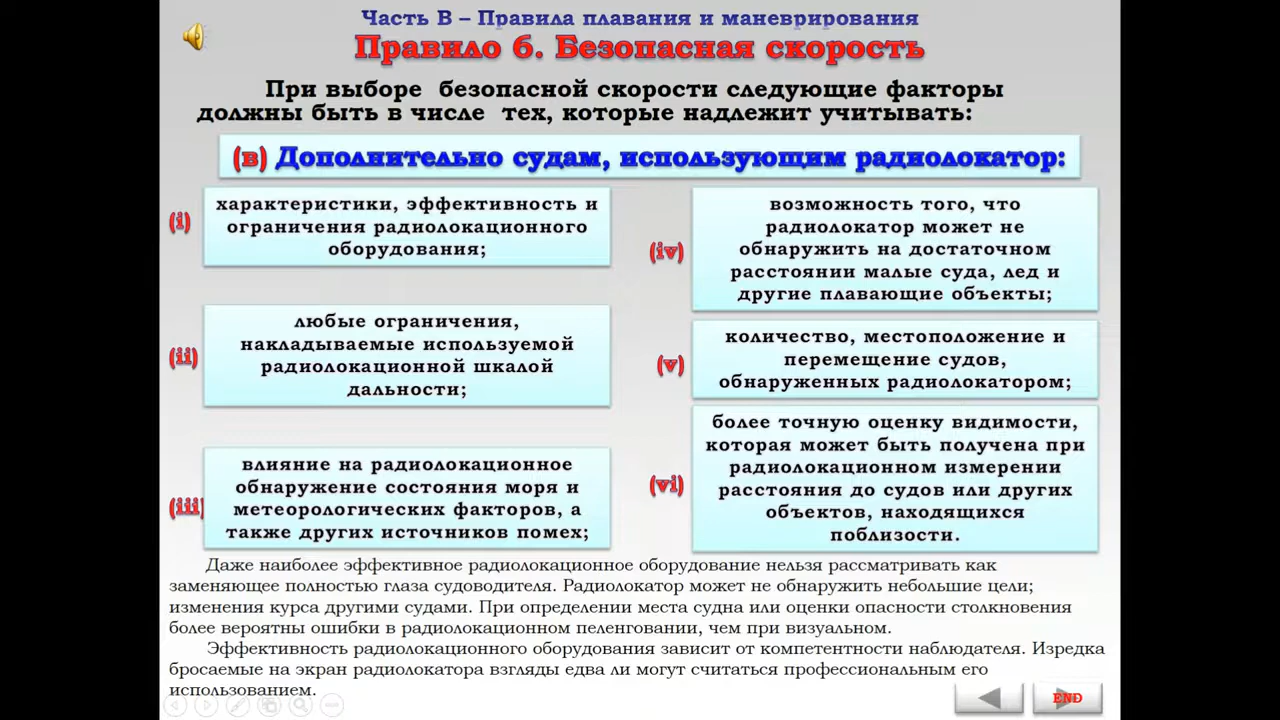 Часть B – Правила плавания и маневрирования
Правило 6. Безопасная скорость
При выборе безопасной скорости следующие факторы
должны быть в числе тех, которые надлежит учитывать:
(в) Дополнительно судам, использующим радиолокатор:
(i)
характеристики, эффективность и
ограничения радиолокационного
оборудования;
(ii)
любые ограничения,
накладываемые используемой
радиолокационной шкалой
дальности;
(iii)
влияние на радиолокационное
обнаружение состояния моря и
метеорологических факторов, а
также других источников помех;
(iv)
возможность того, что
радиолокатор может не
обнаружить на достаточном
расстоянии малые суда, лед и
другие плавающие объекты;
(v)
количество, местоположение и
перемещение судов,
обнаруженных радиолокатором;
(vi)
более точную оценку видимости,
которая может быть получена при
радиолокационном измерении
расстояния до судов или других
объектов, находящихся
поблизости.
Даже наиболее эффективное радиолокационное оборудование нельзя рассматривать как
заменяющее полностью глаза судоводителя. Радиолокатор может не обнаружить небольшие цели;
изменения курса другими судами. При определении места судна или оценки опасности столкновения
более вероятны ошибки в радиолокационном пеленговании, чем при визуальном.
Эффективность радиолокационного оборудования зависит от компетентности наблюдателя. Изредка
бросаемые на экран радиолокатора взгляды едва ли могут считаться профессиональным его
использованием.
END